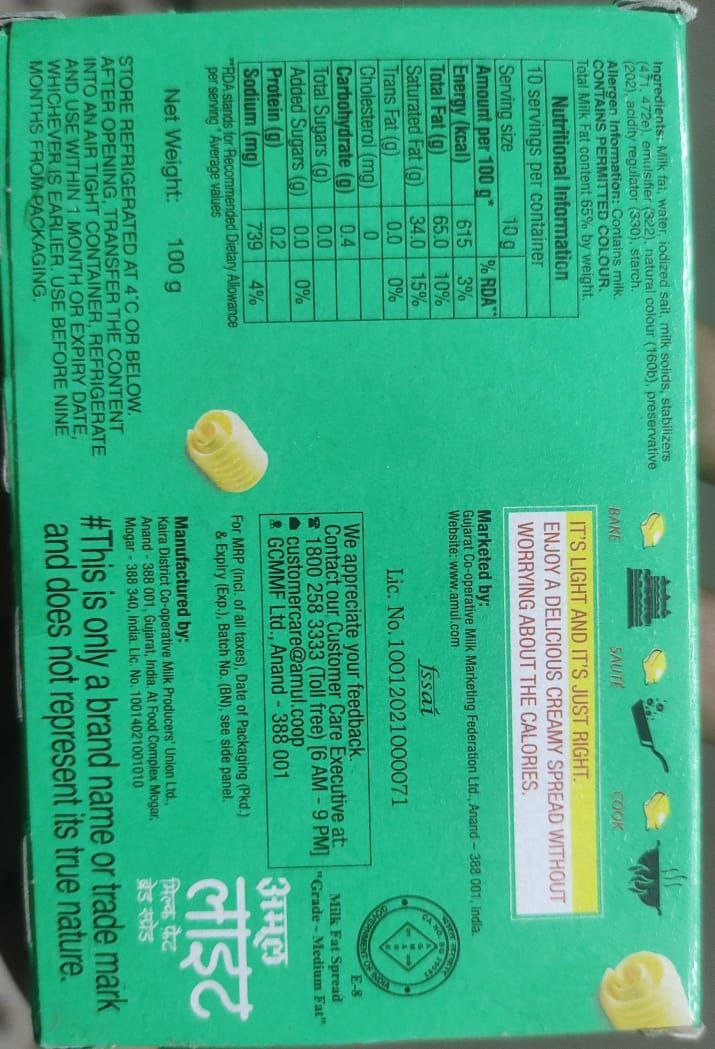 Ingredients: Milk fat, water, iodized salt, milk solids, stabilizers
(471, 472e), emulsifier (322), natural colour (160b), preservative
(202), acidity regulator (330), starch.
Allergen Information: Contains milk.
CONTAINS PERMITTED COLOUR.
Total Milk Fat content 65% by weight.
Nutritional Information
10 servings per container
Serving size 10 g
Amount per 100 g* % RDA**
Energy (kcal) 615 3%
Total Fat (g) 65.0 10%
Saturated Fat (g) 34.0 15%
Trans Fat (g) 0.0 0%
Cholesterol (mg) 0
Carbohydrate (g) 0.4
Total Sugars (g) 0.0
Added Sugars (g) 0.0 0%
Protein (g) 0.2
Sodium (mg) 739 4%
**RDA stands for Recommended Dietary Allowance
per serving * Average values
Net Weight: 100 g
STORE REFRIGERATED AT 4°C OR BELOW.
AFTER OPENING, TRANSFER THE CONTENT
INTO AN AIR TIGHT CONTAINER, REFRIGERATE
AND USE WITHIN 1 MONTH OR EXPIRY DATE,
WHICHEVER IS EARLIER. USE BEFORE NINE
MONTHS FROM PACKAGING.
BAKE SAUTÉ COOK
IT'S LIGHT AND IT'S JUST RIGHT.
ENJOY A DELICIOUS CREAMY SPREAD WITHOUT
WORRYING ABOUT THE CALORIES.
Marketed by:
Gujarat Co-operative Milk Marketing Federation Ltd., Anand – 388 001, India.
Website: www.amul.com
fssai
Lic. No. 10012021000071
We appreciate your feedback.
Contact our Customer Care Executive at:
1800 258 3333 (Toll free) [6 AM - 9 PM]
customercare@amul.coop
GCMMF Ltd., Anand - 388 001
For MRP (incl. of all taxes), Date of Packaging (Pkd.)
& Expiry (Exp.), Batch No. (BN), see side panel.
Manufactured by:
Kaira District Co-operative Milk Producers' Union Ltd.,
Anand - 388 001, Gujarat, India. At Food Complex Mogar,
Mogar - 388 340, India. Lic. No. 10014021001010
#This is only a brand name or trade mark
and does not represent its true nature.
भारत सरकार
CA. NO.
AGMARK
GOVERNMENT OF INDIA
E-8
Milk Fat Spread
"Grade - Medium Fat"
अमूल
लाइट
मिल्क फ़ैट
ब्रेड स्प्रेड